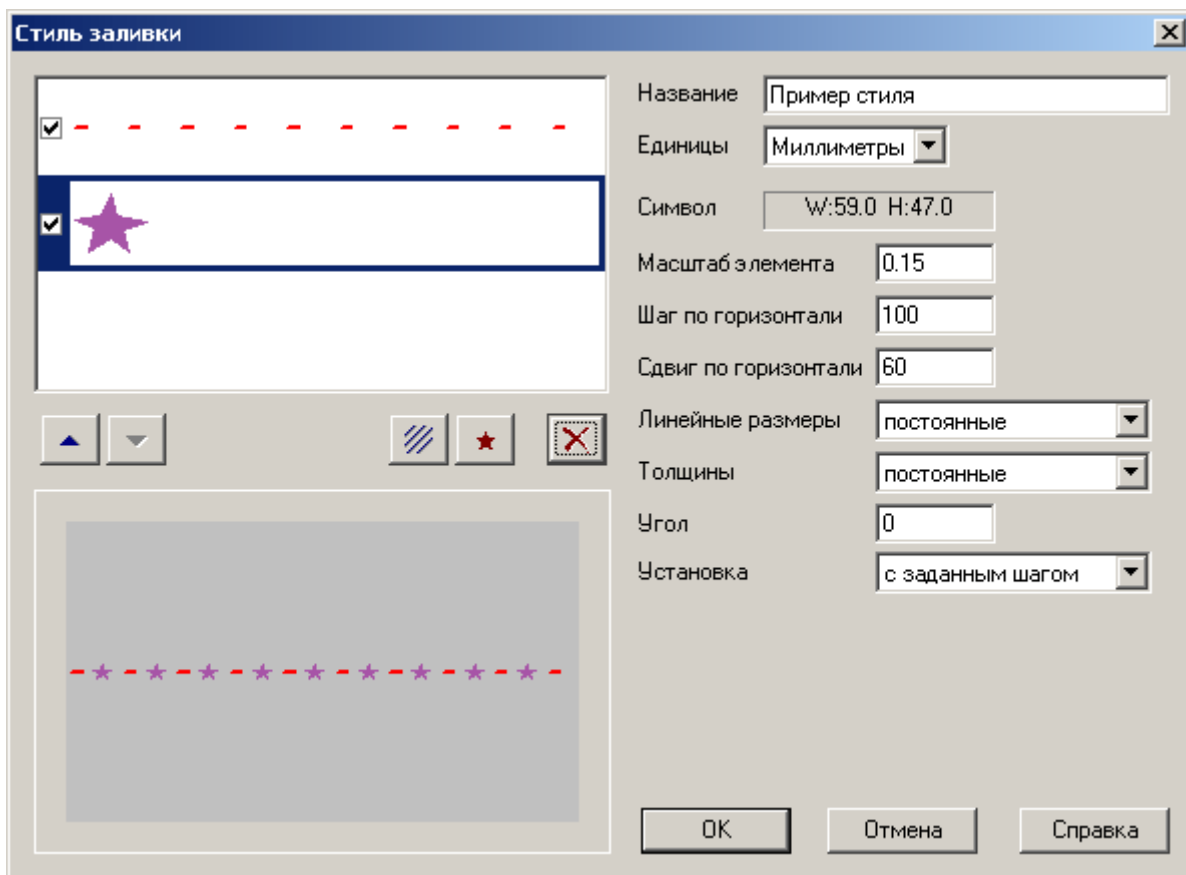 Стиль заливки
Название Пример стиля
Единицы Миллиметры
Символ W:59.0 H:47.0
Масштаб элемента 0.15
Шаг по горизонтали 100
Сдвиг по горизонтали 60
Линейные размеры постоянные
Толщины постоянные
Угол 0
Установка с заданным шагом
OK Отмена Справка